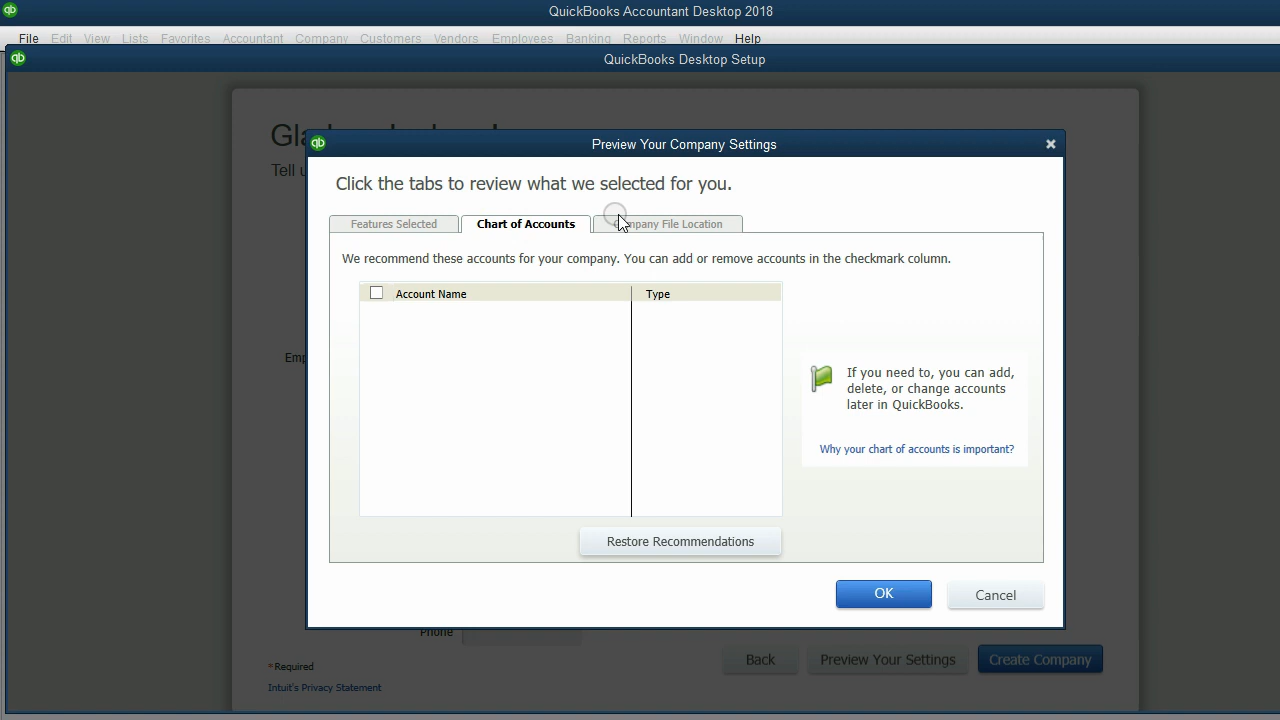 QuickBooks Accountant Desktop 2018
File Edit View Lists Favorites Accountant Company Customers Vendors Employees Banking Reports Window Help
QuickBooks Desktop Setup
Preview Your Company Settings
Click the tabs to review what we selected for you.
Features Selected Chart of Accounts Company File Location
We recommend these accounts for your company. You can add or remove accounts in the checkmark column.
Account Name Type
If you need to, you can add,
delete, or change accounts
later in QuickBooks.
Why your chart of accounts is important?
Restore Recommendations
OK Cancel
Phone
Back Preview Your Settings Create Company
*Required
Intuit's Privacy Statement